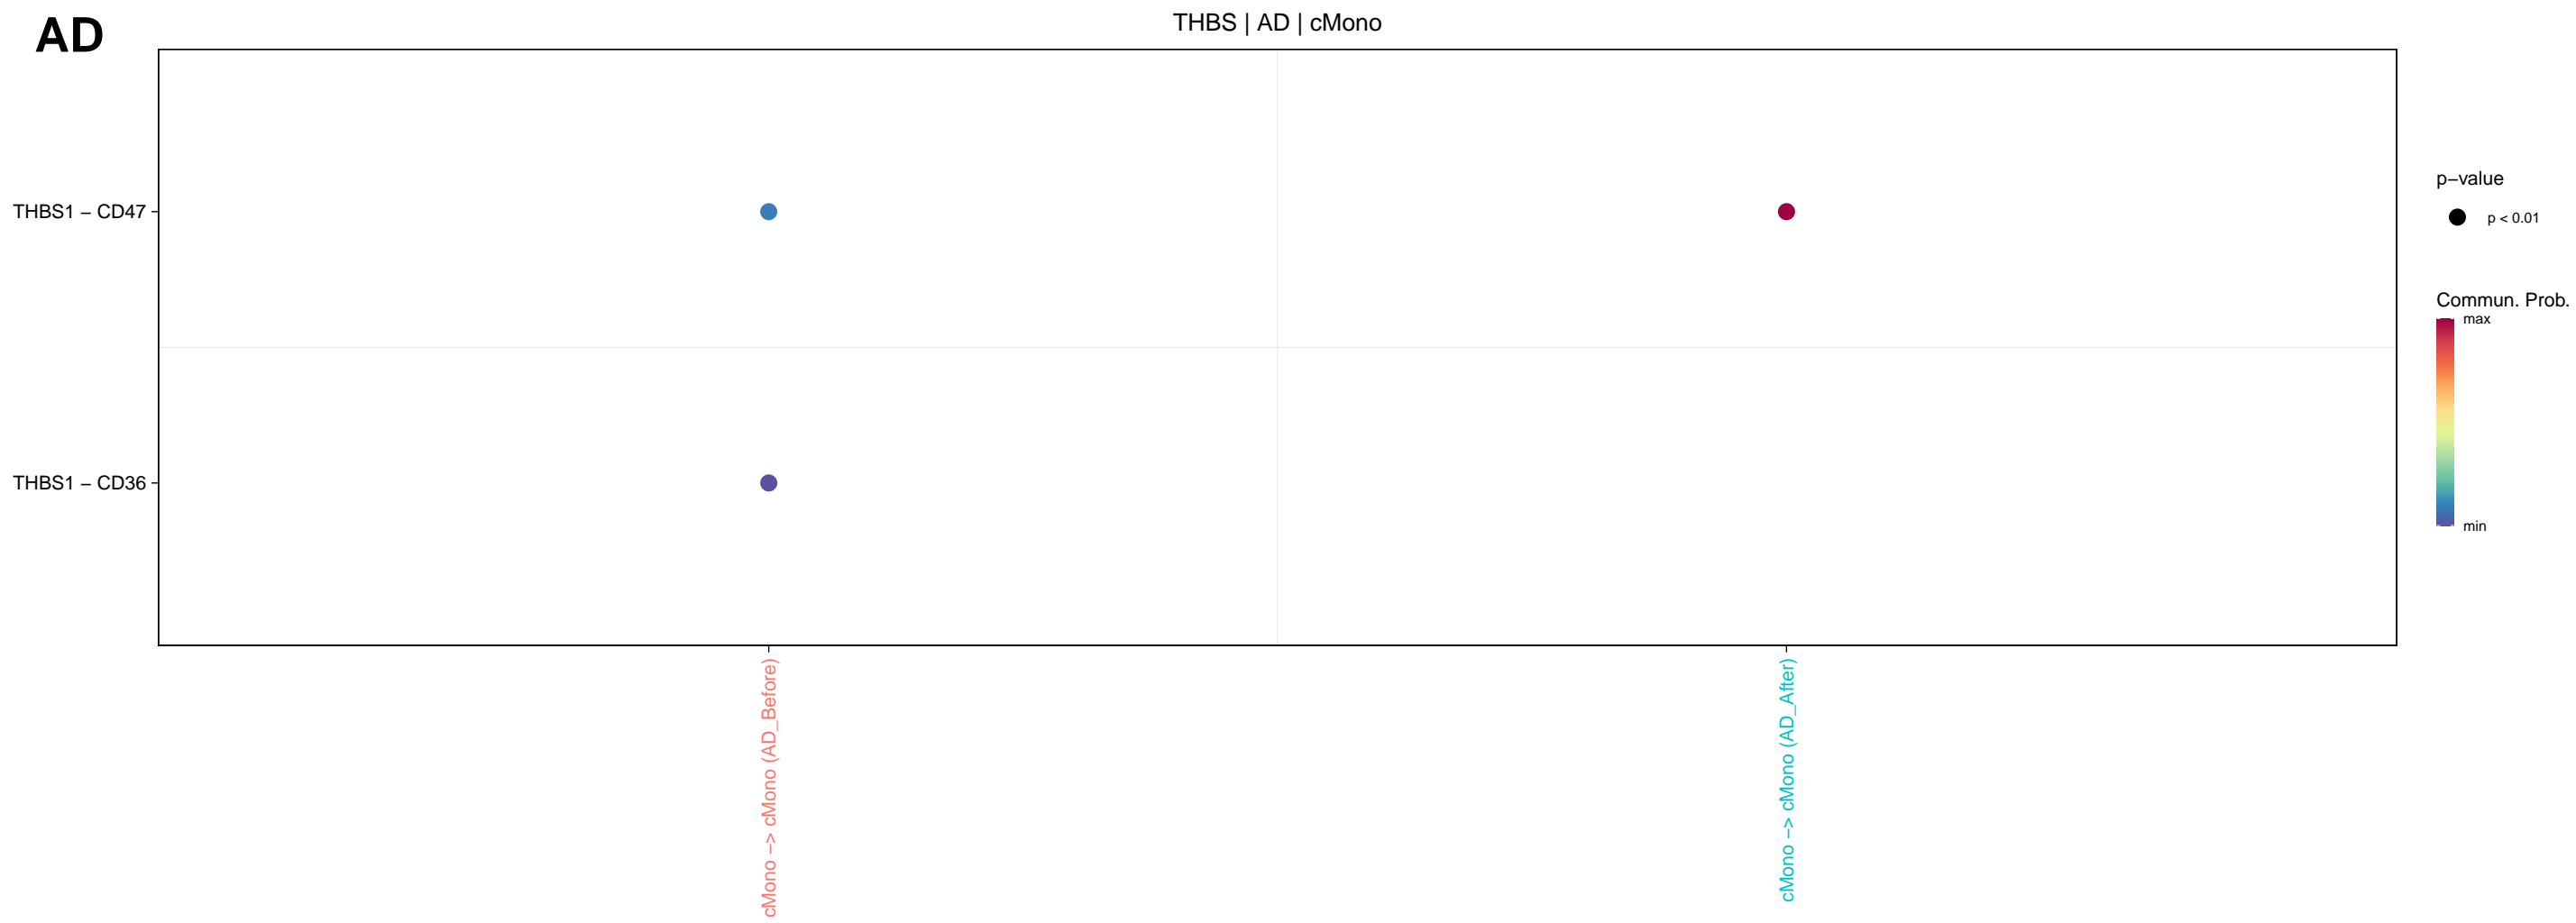 AD
THBS | AD | cMono
THBS1 − CD47
THBS1 − CD36
cMono −> cMono (AD_Before)
cMono −> cMono (AD_After)
p−value
p < 0.01
Commun. Prob.
max
min